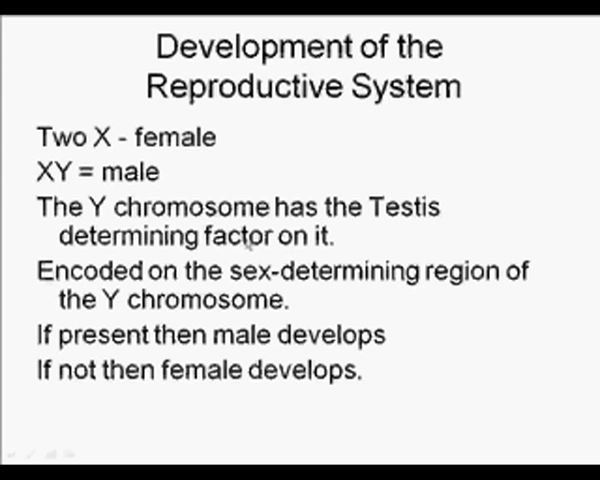 Development of the
Reproductive System
Two X - female
XY = male
The Y chromosome has the Testis
determining factor on it.
Encoded on the sex-determining region of
the Y chromosome.
If present then male develops
If not then female develops.